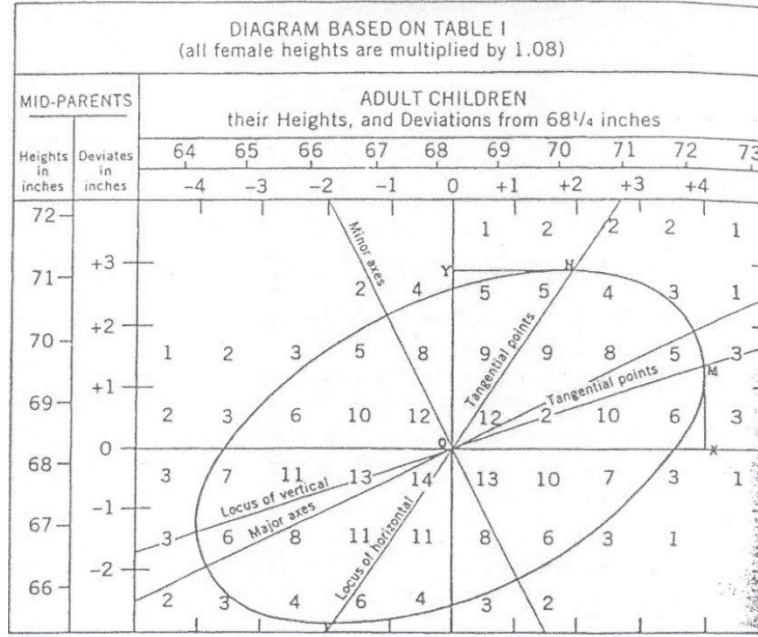 DIAGRAM BASED ON TABLE I
(all female heights are multiplied by 1.08)
MID-PARENTS
ADULT CHILDREN
their Heights, and Deviations from 68¼ inches
Heights in inches
Deviates in inches
64 65 66 67 68 69 70 71 72 73
-4 -3 -2 -1 0 +1 +2 +3 +4
72
1 2 2 2 1
Minor axes
+3
Y N
71
2 4 5 5 4 3 1
+2
70
1 2 3 5 8 9 9 8 5 3
Tangential points
M
+1
Tangential points
69
2 3 6 10 12 12 2 10 6 3
0
O X
68
3 7 11 13 14 13 10 7 3 1
Locus of vertical
-1
Major axes
67
3 6 8 11 11 8 6 3 1
Locus of horizontal
-2
66
2 3 4 6 4 3 2